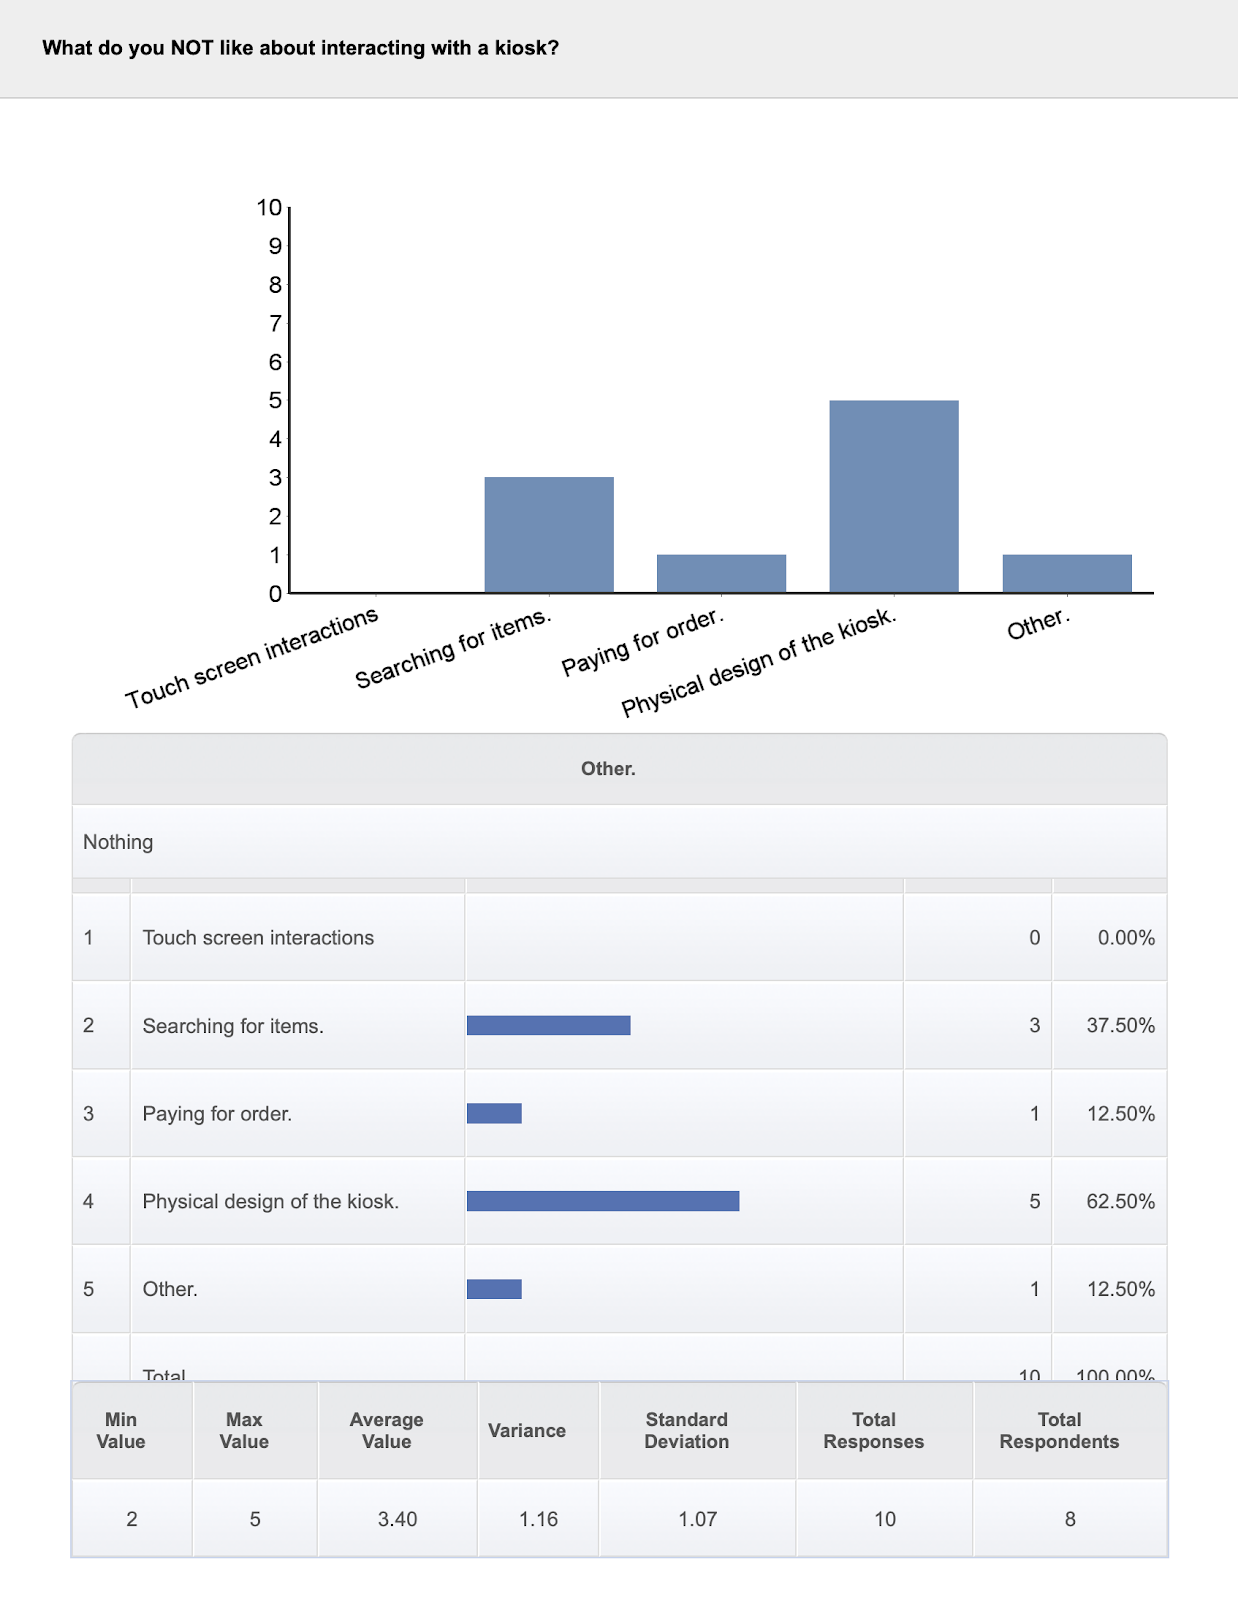 What do you NOT like about interacting with a kiosk?
10
9
8
7
6
5
4
3
2
1
0
Touch screen interactions
Searching for items.
Paying for order.
Physical design of the kiosk.
Other.
Other.
Nothing
1 Touch screen interactions 0 0.00%
2 Searching for items. 3 37.50%
3 Paying for order. 1 12.50%
4 Physical design of the kiosk. 5 62.50%
5 Other. 1 12.50%
Total 10 100.00%
Min Value Max Value Average Value Variance Standard Deviation Total Responses Total Respondents
2 5 3.40 1.16 1.07 10 8